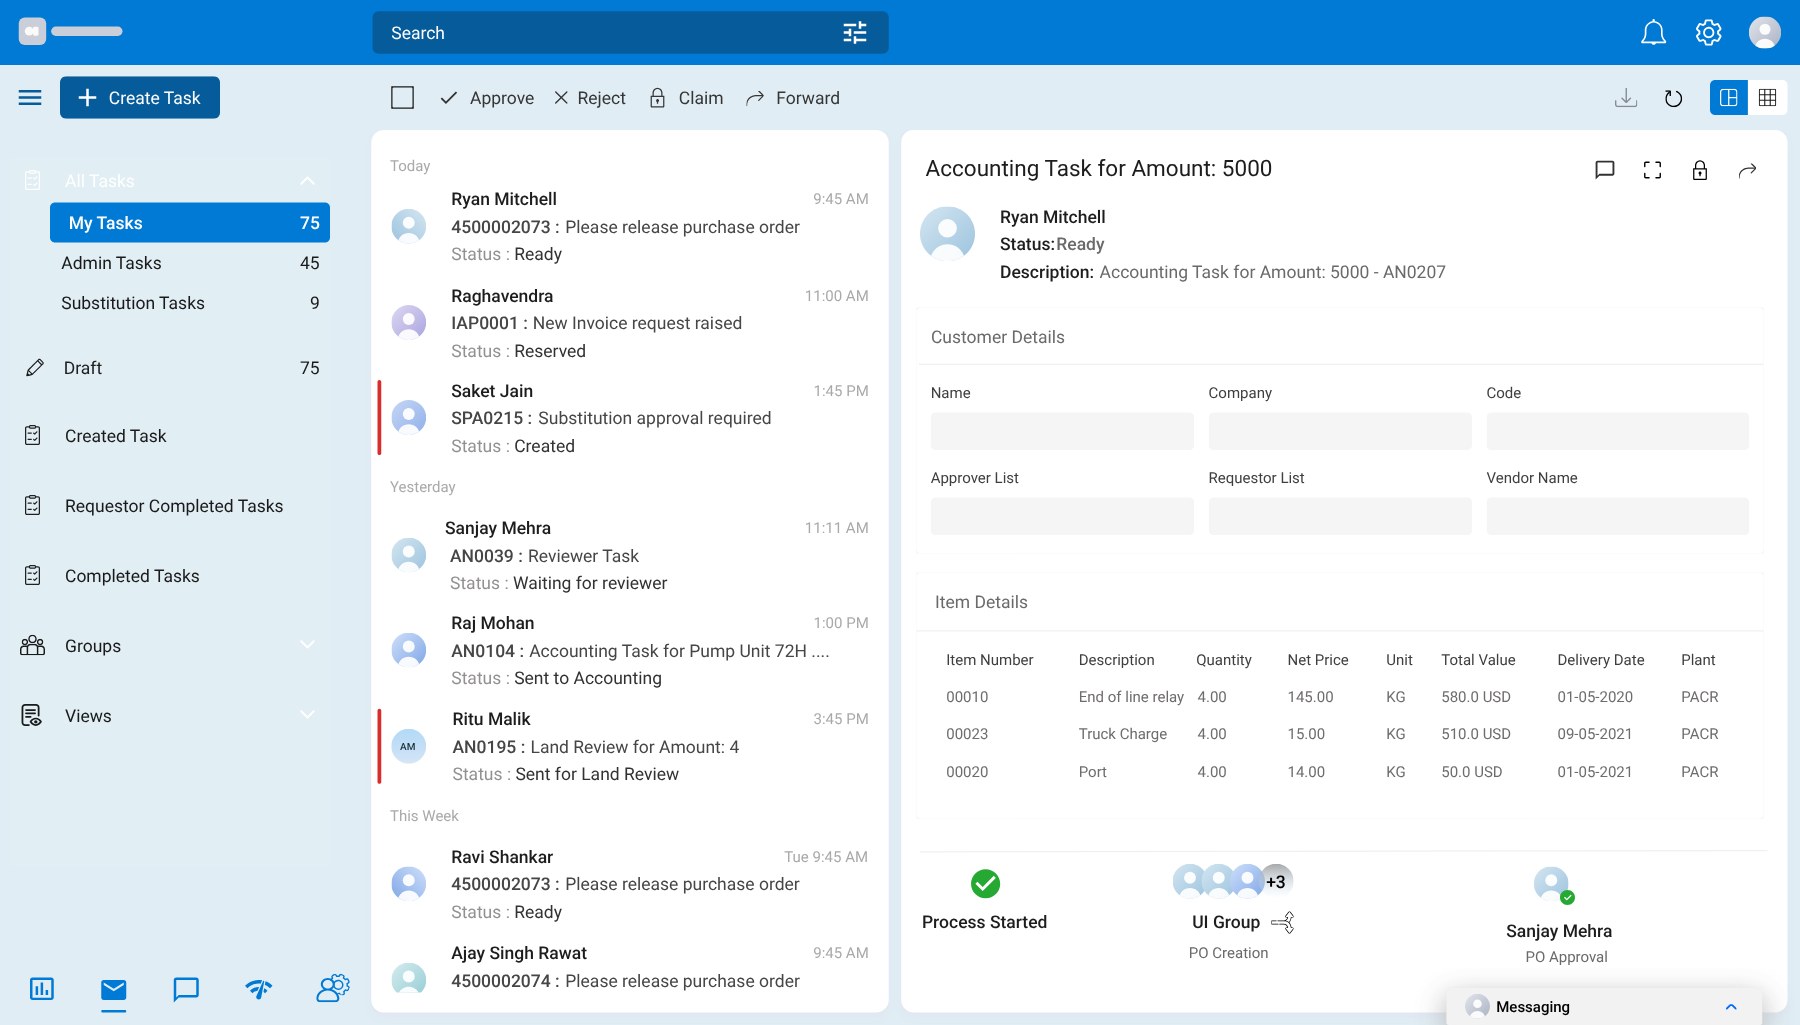 Search
Create Task
Approve Reject Claim Forward
All Tasks
My Tasks 75
Admin Tasks 45
Substitution Tasks 9
Draft 75
Created Task
Requestor Completed Tasks
Completed Tasks
Groups
Views
Today
Ryan Mitchell 9:45 AM
4500002073 : Please release purchase order
Status : Ready
Raghavendra 11:00 AM
IAP0001 : New Invoice request raised
Status : Reserved
Saket Jain 1:45 PM
SPA0215 : Substitution approval required
Status : Created
Yesterday
Sanjay Mehra 11:11 AM
AN0039 : Reviewer Task
Status : Waiting for reviewer
Raj Mohan 1:00 PM
AN0104 : Accounting Task for Pump Unit 72H ....
Status : Sent to Accounting
Ritu Malik 3:45 PM
AM
AN0195 : Land Review for Amount: 4
Status : Sent for Land Review
This Week
Ravi Shankar Tue 9:45 AM
4500002073 : Please release purchase order
Status : Ready
Ajay Singh Rawat 9:45 AM
4500002074 : Please release purchase order
Accounting Task for Amount: 5000
Ryan Mitchell
Status:Ready
Description: Accounting Task for Amount: 5000 - AN0207
Customer Details
Name Company Code
Approver List Requestor List Vendor Name
Item Details
Item Number Description Quantity Net Price Unit Total Value Delivery Date Plant
00010 End of line relay 4.00 145.00 KG 580.0 USD 01-05-2020 PACR
00023 Truck Charge 4.00 15.00 KG 510.0 USD 09-05-2021 PACR
00020 Port 4.00 14.00 KG 50.0 USD 01-05-2021 PACR
+3
Process Started UI Group Sanjay Mehra
PO Creation PO Approval
Messaging